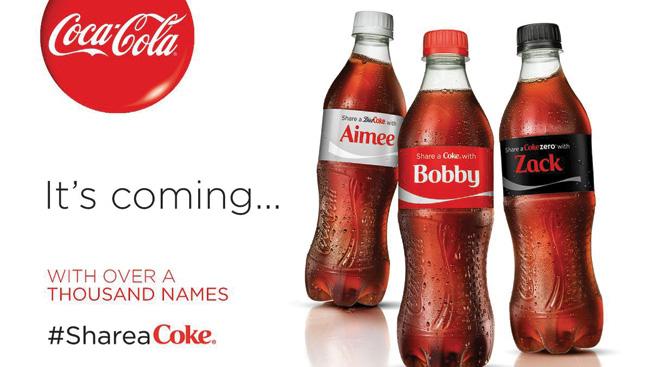 Coca-Cola
It's coming...
WITH OVER A
THOUSAND NAMES
#ShareaCoke
Share a Diet Coke with
Aimee
Share a Coke with
Bobby
Share a Coke zero with
Zack